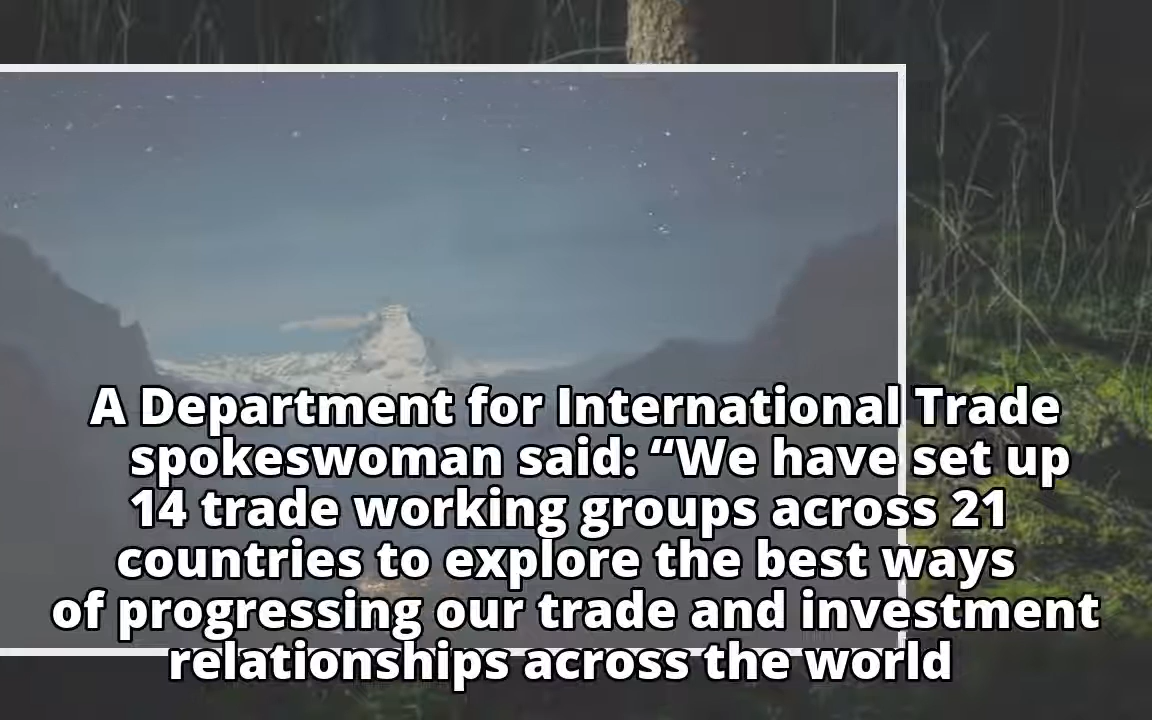 A Department for International Trade
spokeswoman said: “We have set up
14 trade working groups across 21
countries to explore the best ways
of progressing our trade and investment
relationships across the world